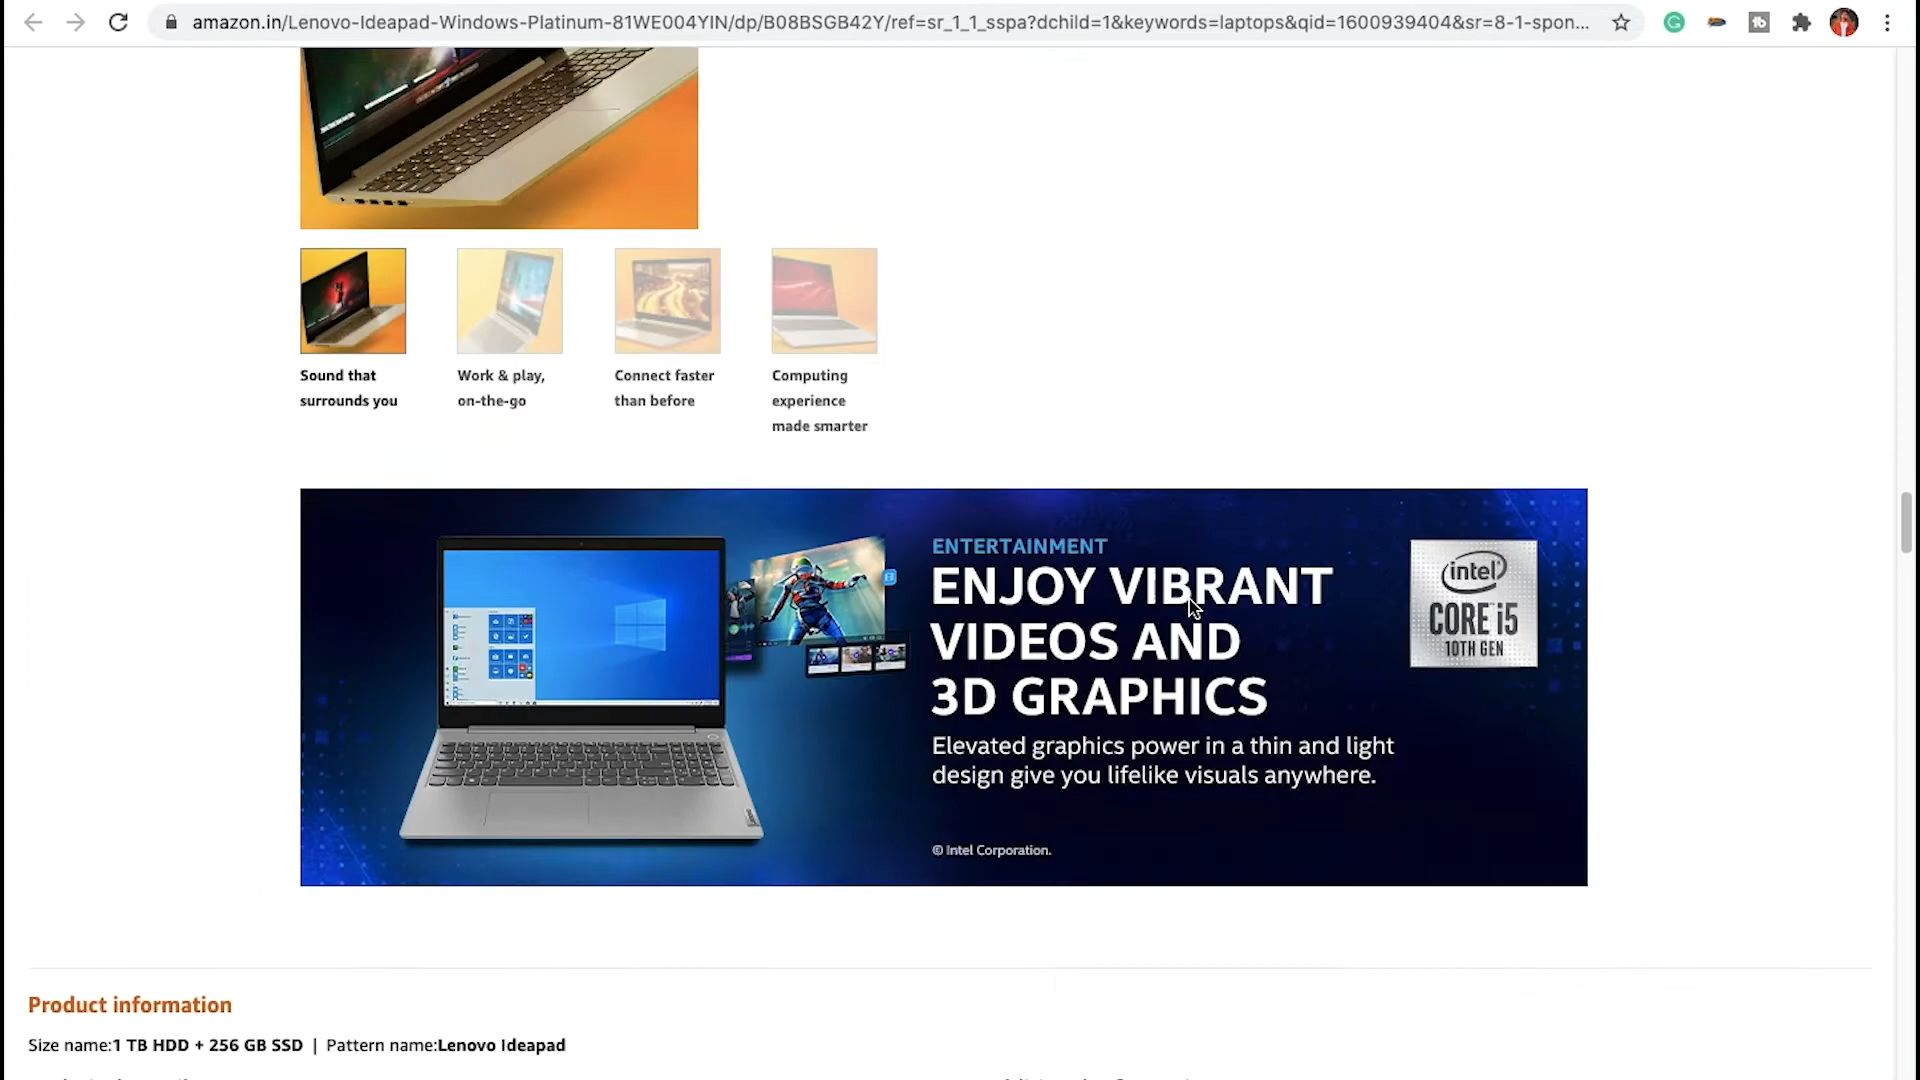 amazon.in/Lenovo-Ideapad-Windows-Platinum-81WE004YIN/dp/B08BSGB42Y/ref=sr_1_1_sspa?dchild=1&keywords=laptops&qid=1600939404&sr=8-1-spon...
Sound that
surrounds you
Work & play,
on-the-go
Connect faster
than before
Computing
experience
made smarter
ENTERTAINMENT
ENJOY VIBRANT
VIDEOS AND
3D GRAPHICS
Elevated graphics power in a thin and light
design give you lifelike visuals anywhere.
© Intel Corporation.
intel
CORE i5
10TH GEN
Product information
Size name:1 TB HDD + 256 GB SSD | Pattern name:Lenovo Ideapad